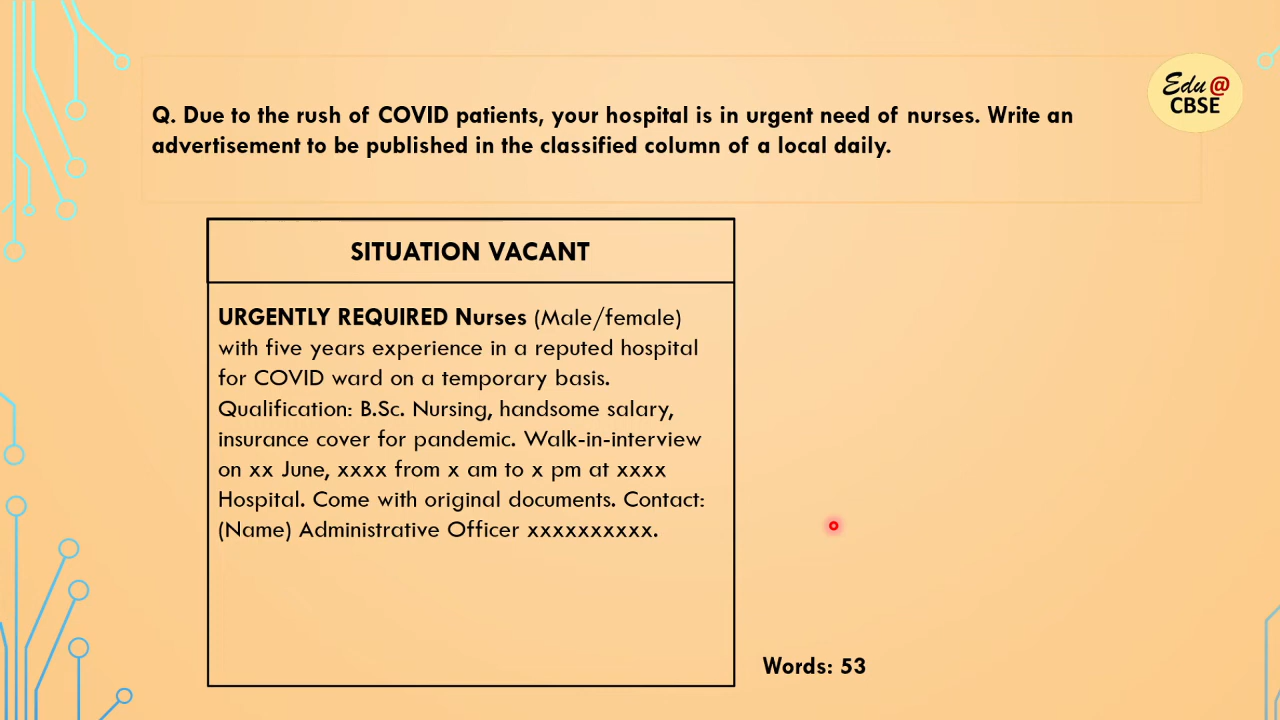 Q. Due to the rush of COVID patients, your hospital is in urgent need of nurses. Write an
advertisement to be published in the classified column of a local daily.
Edu@
CBSE
SITUATION VACANT
URGENTLY REQUIRED Nurses (Male/female)
with five years experience in a reputed hospital
for COVID ward on a temporary basis.
Qualification: B.Sc. Nursing, handsome salary,
insurance cover for pandemic. Walk-in-interview
on xx June, xxxx from x am to x pm at xxxx
Hospital. Come with original documents. Contact:
(Name) Administrative Officer xxxxxxxxxx.
Words: 53